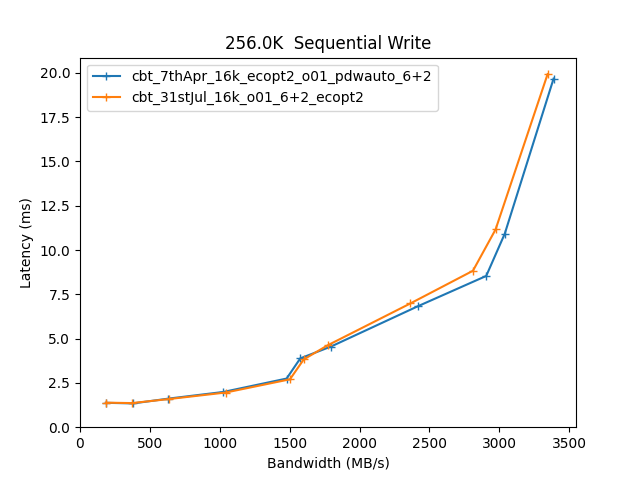 256.0K  Sequential Write
cbt_7thApr_16k_ecopt2_o01_pdwauto_6+2
cbt_31stJul_16k_o01_6+2_ecopt2
Latency (ms)
20.0
17.5
15.0
12.5
10.0
7.5
5.0
2.5
0.0
0 500 1000 1500 2000 2500 3000 3500
Bandwidth (MB/s)